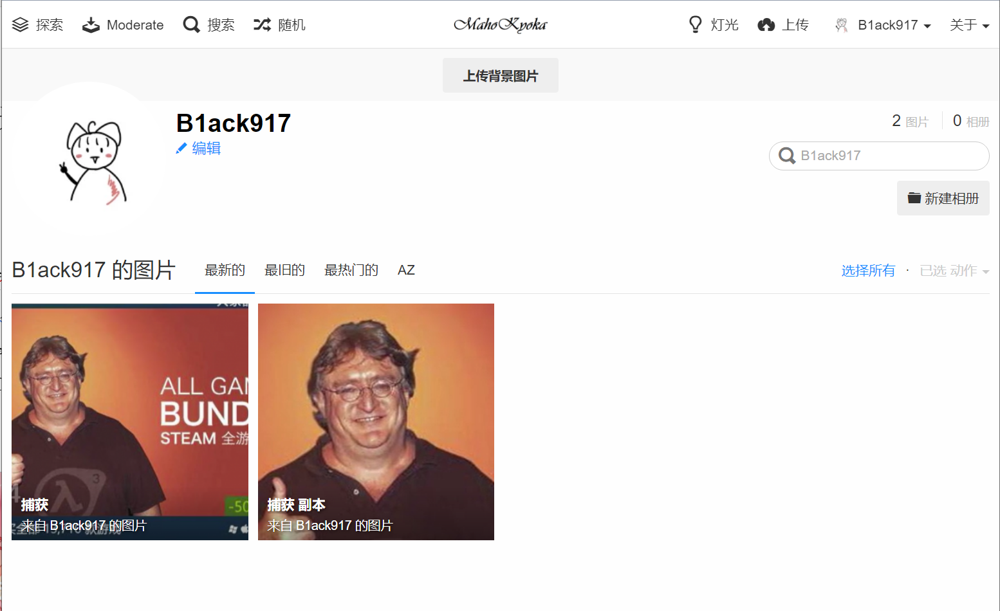 探索 Moderate 搜索 随机 MahoKyoka 灯光 上传 B1ack917 关于
上传背景图片
B1ack917
编辑
2 图片 0 相册
B1ack917
新建相册
B1ack917 的图片 最新的 最旧的 最热门的 AZ 选择所有 · 已选 动作
ALL GAM
BUND
STEAM 全游
3
4
-50
捕获
来自 B1ack917 的图片
捕获 副本
来自 B1ack917 的图片